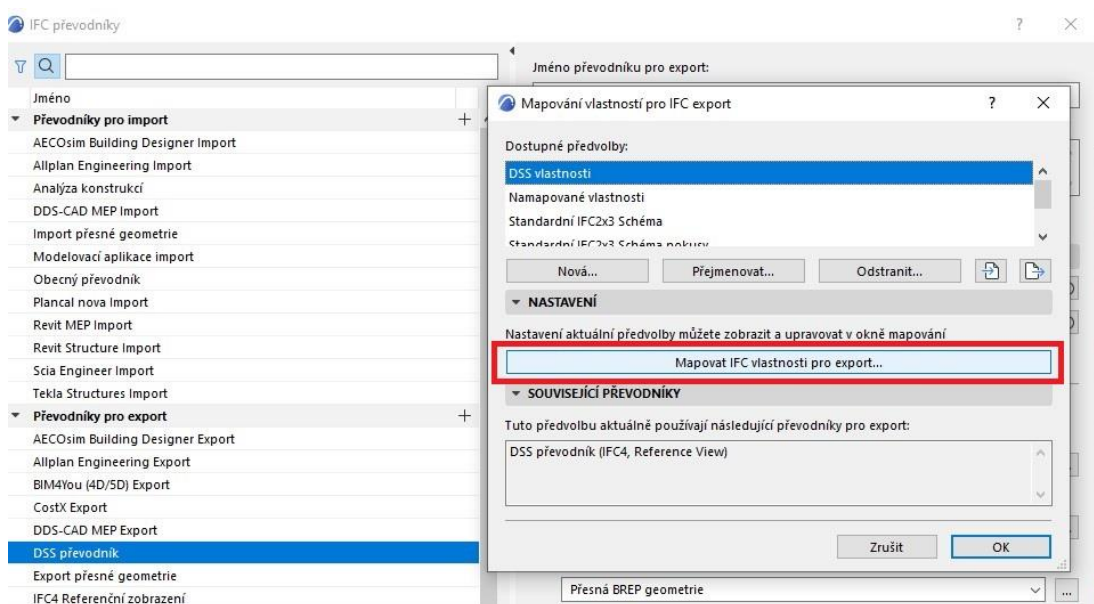 IFC převodníky
?
Jméno
Převodníky pro import
AECOsim Building Designer Import
Allplan Engineering Import
Analýza konstrukcí
DDS-CAD MEP Import
Import přesné geometrie
Modelovací aplikace import
Obecný převodník
Plancal nova Import
Revit MEP Import
Revit Structure Import
Scia Engineer Import
Tekla Structures Import
Převodníky pro export
AECOsim Building Designer Export
Allplan Engineering Export
BIM4You (4D/5D) Export
CostX Export
DDS-CAD MEP Export
DSS převodník
Export přesné geometrie
IFC4 Referenční zobrazení
Jméno převodníku pro export:
Mapování vlastností pro IFC export
?
Dostupné předvolby:
DSS vlastnosti
Namapované vlastnosti
Standardní IFC2x3 Schéma
Standardní IFC2x3 Schéma pokusy
Nová...
Přejmenovat...
Odstranit...
NASTAVENÍ
Nastavení aktuální předvolby můžete zobrazit a upravovat v okně mapování
Mapovat IFC vlastnosti pro export...
SOUVISEJÍCÍ PŘEVODNÍKY
Tuto předvolbu aktuálně používají následující převodníky pro export:
DSS převodník (IFC4, Reference View)
Zrušit
OK
Přesná BREP geometrie
...